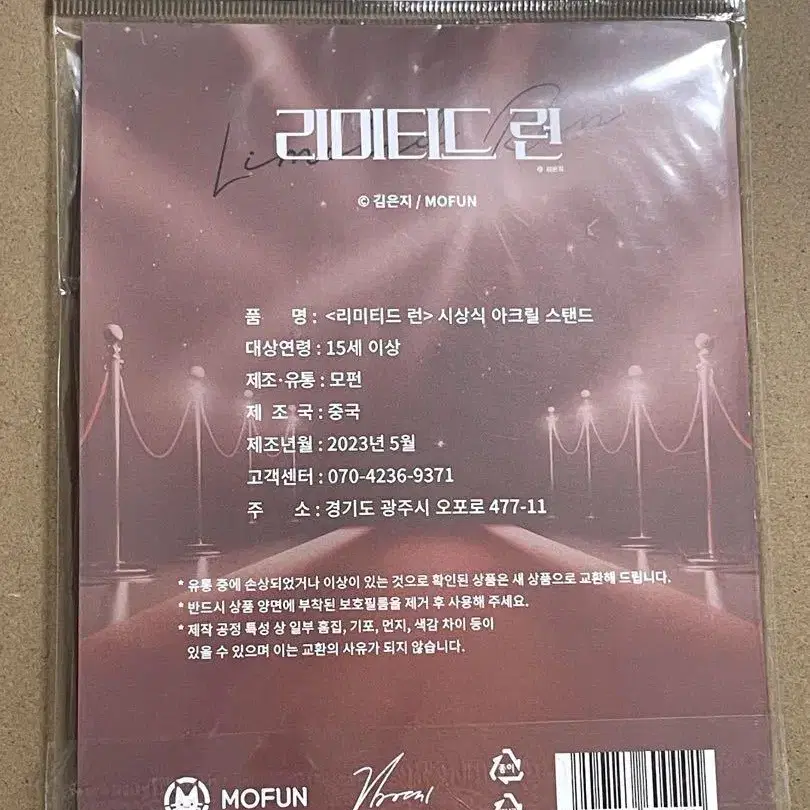 Limited Run
리미티드 런
© 김은지 / MOFUN
품 명 : <리미티드 런> 시상식 아크릴 스탠드
대상연령 : 15세 이상
제조·유통 : 모펀
제 조 국 : 중국
제조년월 : 2023년 5월
고객센터 : 070-4236-9371
주 소 : 경기도 광주시 오포로 477-11
* 유통 중에 손상되었거나 이상이 있는 것으로 확인된 상품은 새 상품으로 교환해 드립니다.
* 반드시 상품 양면에 부착된 보호필름을 제거 후 사용해 주세요.
* 제작 공정 특성 상 일부 흠집, 기포, 먼지, 색감 차이 등이
있을 수 있으며 이는 교환의 사유가 되지 않습니다.
MOFUN
종이